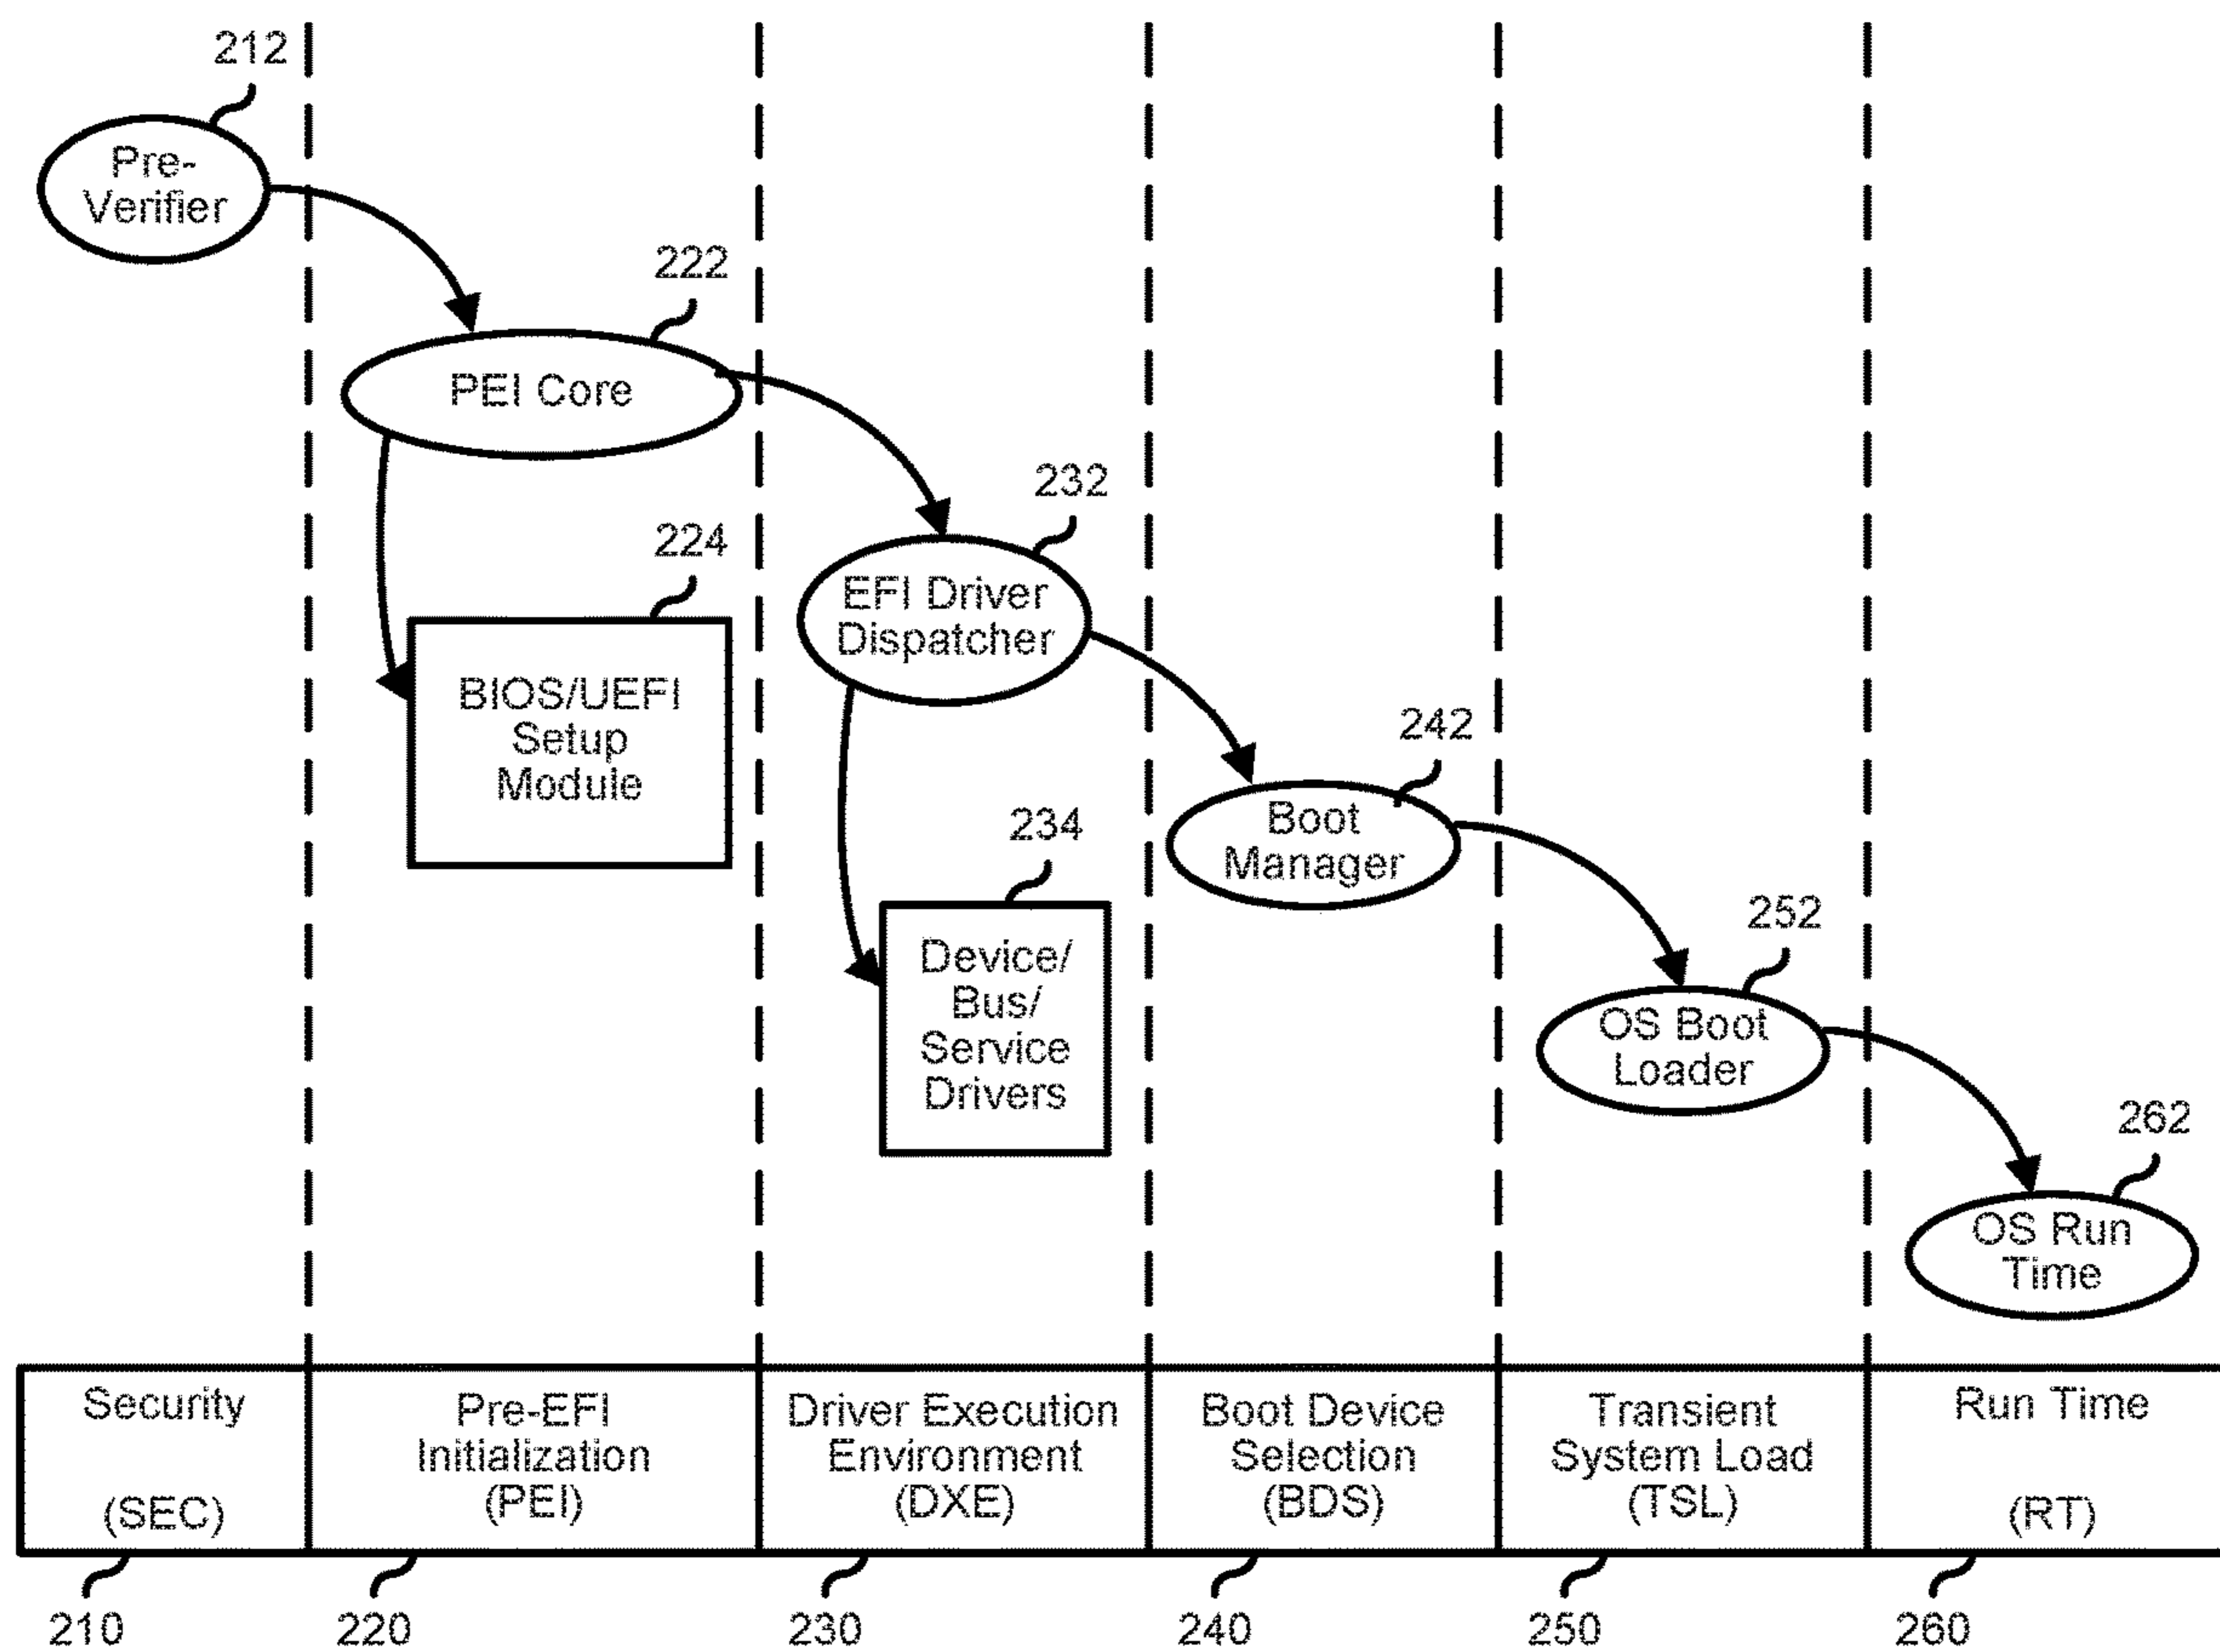 212
Pre-
Verifier
222
PEI Core
224
BIOS/UEFI
Setup
Module
232
EFI Driver
Dispatcher
234
Device/
Bus/
Service
Drivers
242
Boot
Manager
252
OS Boot
Loader
262
OS Run
Time
Security
(SEC)
Pre-EFI
Initialization
(PEI)
Driver Execution
Environment
(DXE)
Boot Device
Selection
(BDS)
Transient
System Load
(TSL)
Run Time
(RT)
210
220
230
240
250
260